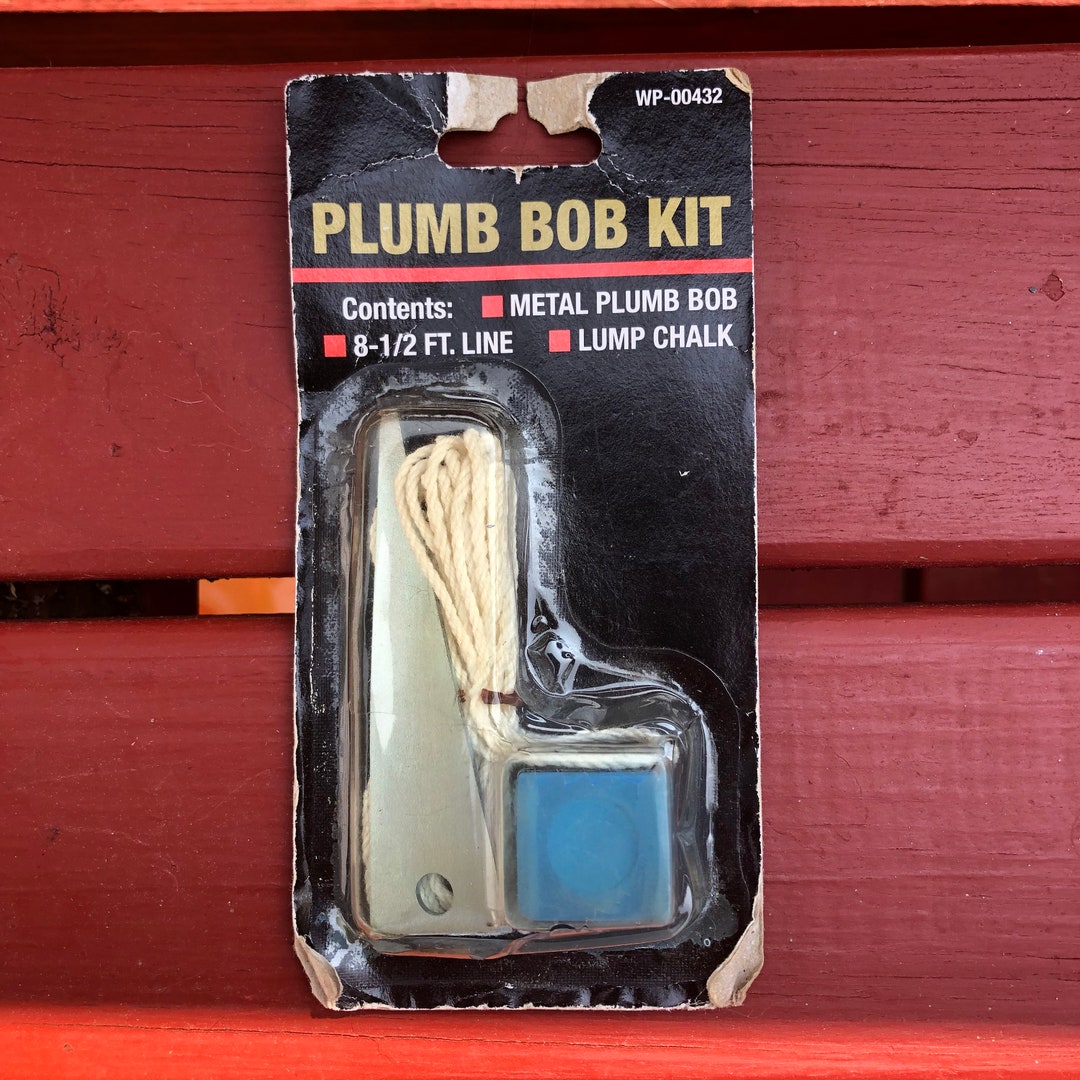 WP-00432
PLUMB BOB KIT
Contents: METAL PLUMB BOB
8-1/2 FT. LINE LUMP CHALK